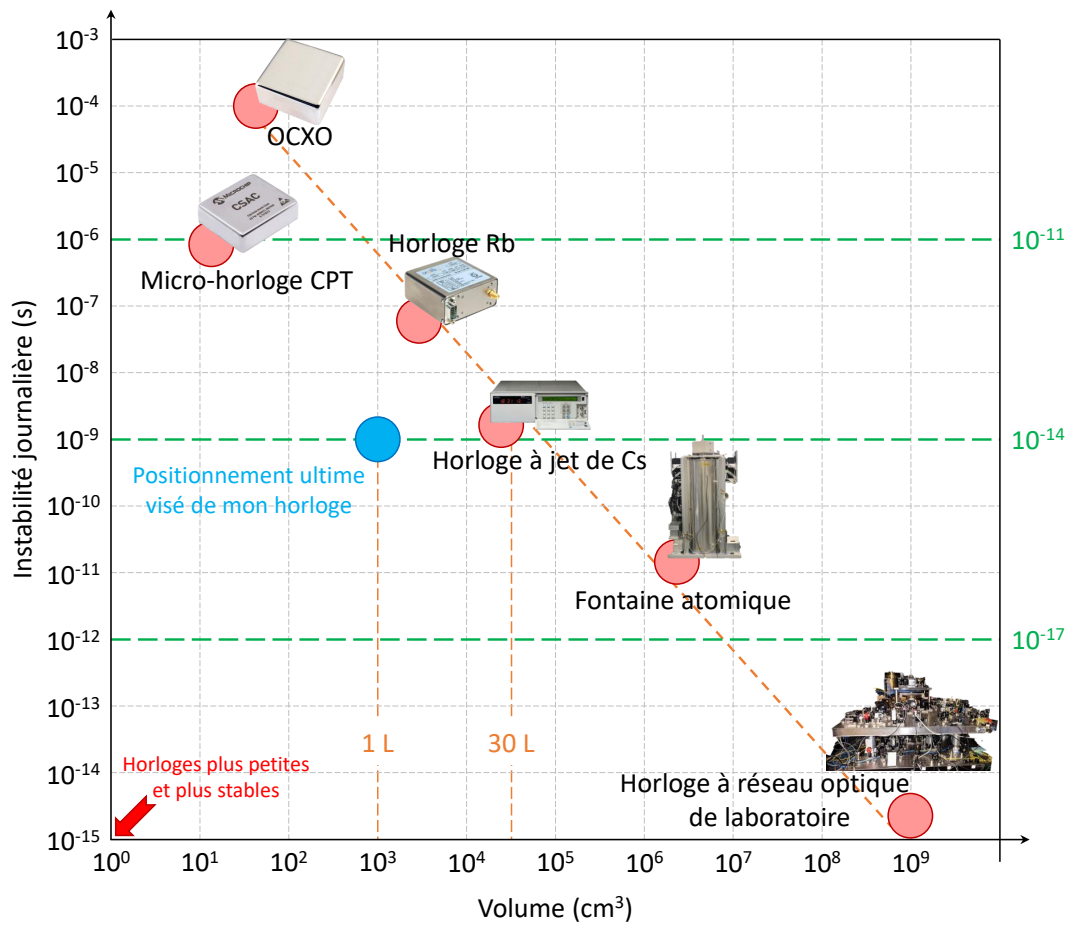 10⁻³
10⁻⁴
10⁻⁵
10⁻⁶
10⁻⁷
10⁻⁸
10⁻⁹
10⁻¹⁰
10⁻¹¹
10⁻¹²
10⁻¹³
10⁻¹⁴
10⁻¹⁵
Instabilité journalière (s)
OCXO
MICROCHIP
CSAC
Micro-horloge CPT
Horloge Rb
Horloge à jet de Cs
Positionnement ultime
visé de mon horloge
Fontaine atomique
Horloge à réseau optique
de laboratoire
1 L
30 L
Horloges plus petites
et plus stables
10⁻¹¹
10⁻¹⁴
10⁻¹⁷
10⁰
10¹
10²
10³
10⁴
10⁵
10⁶
10⁷
10⁸
10⁹
Volume (cm³)